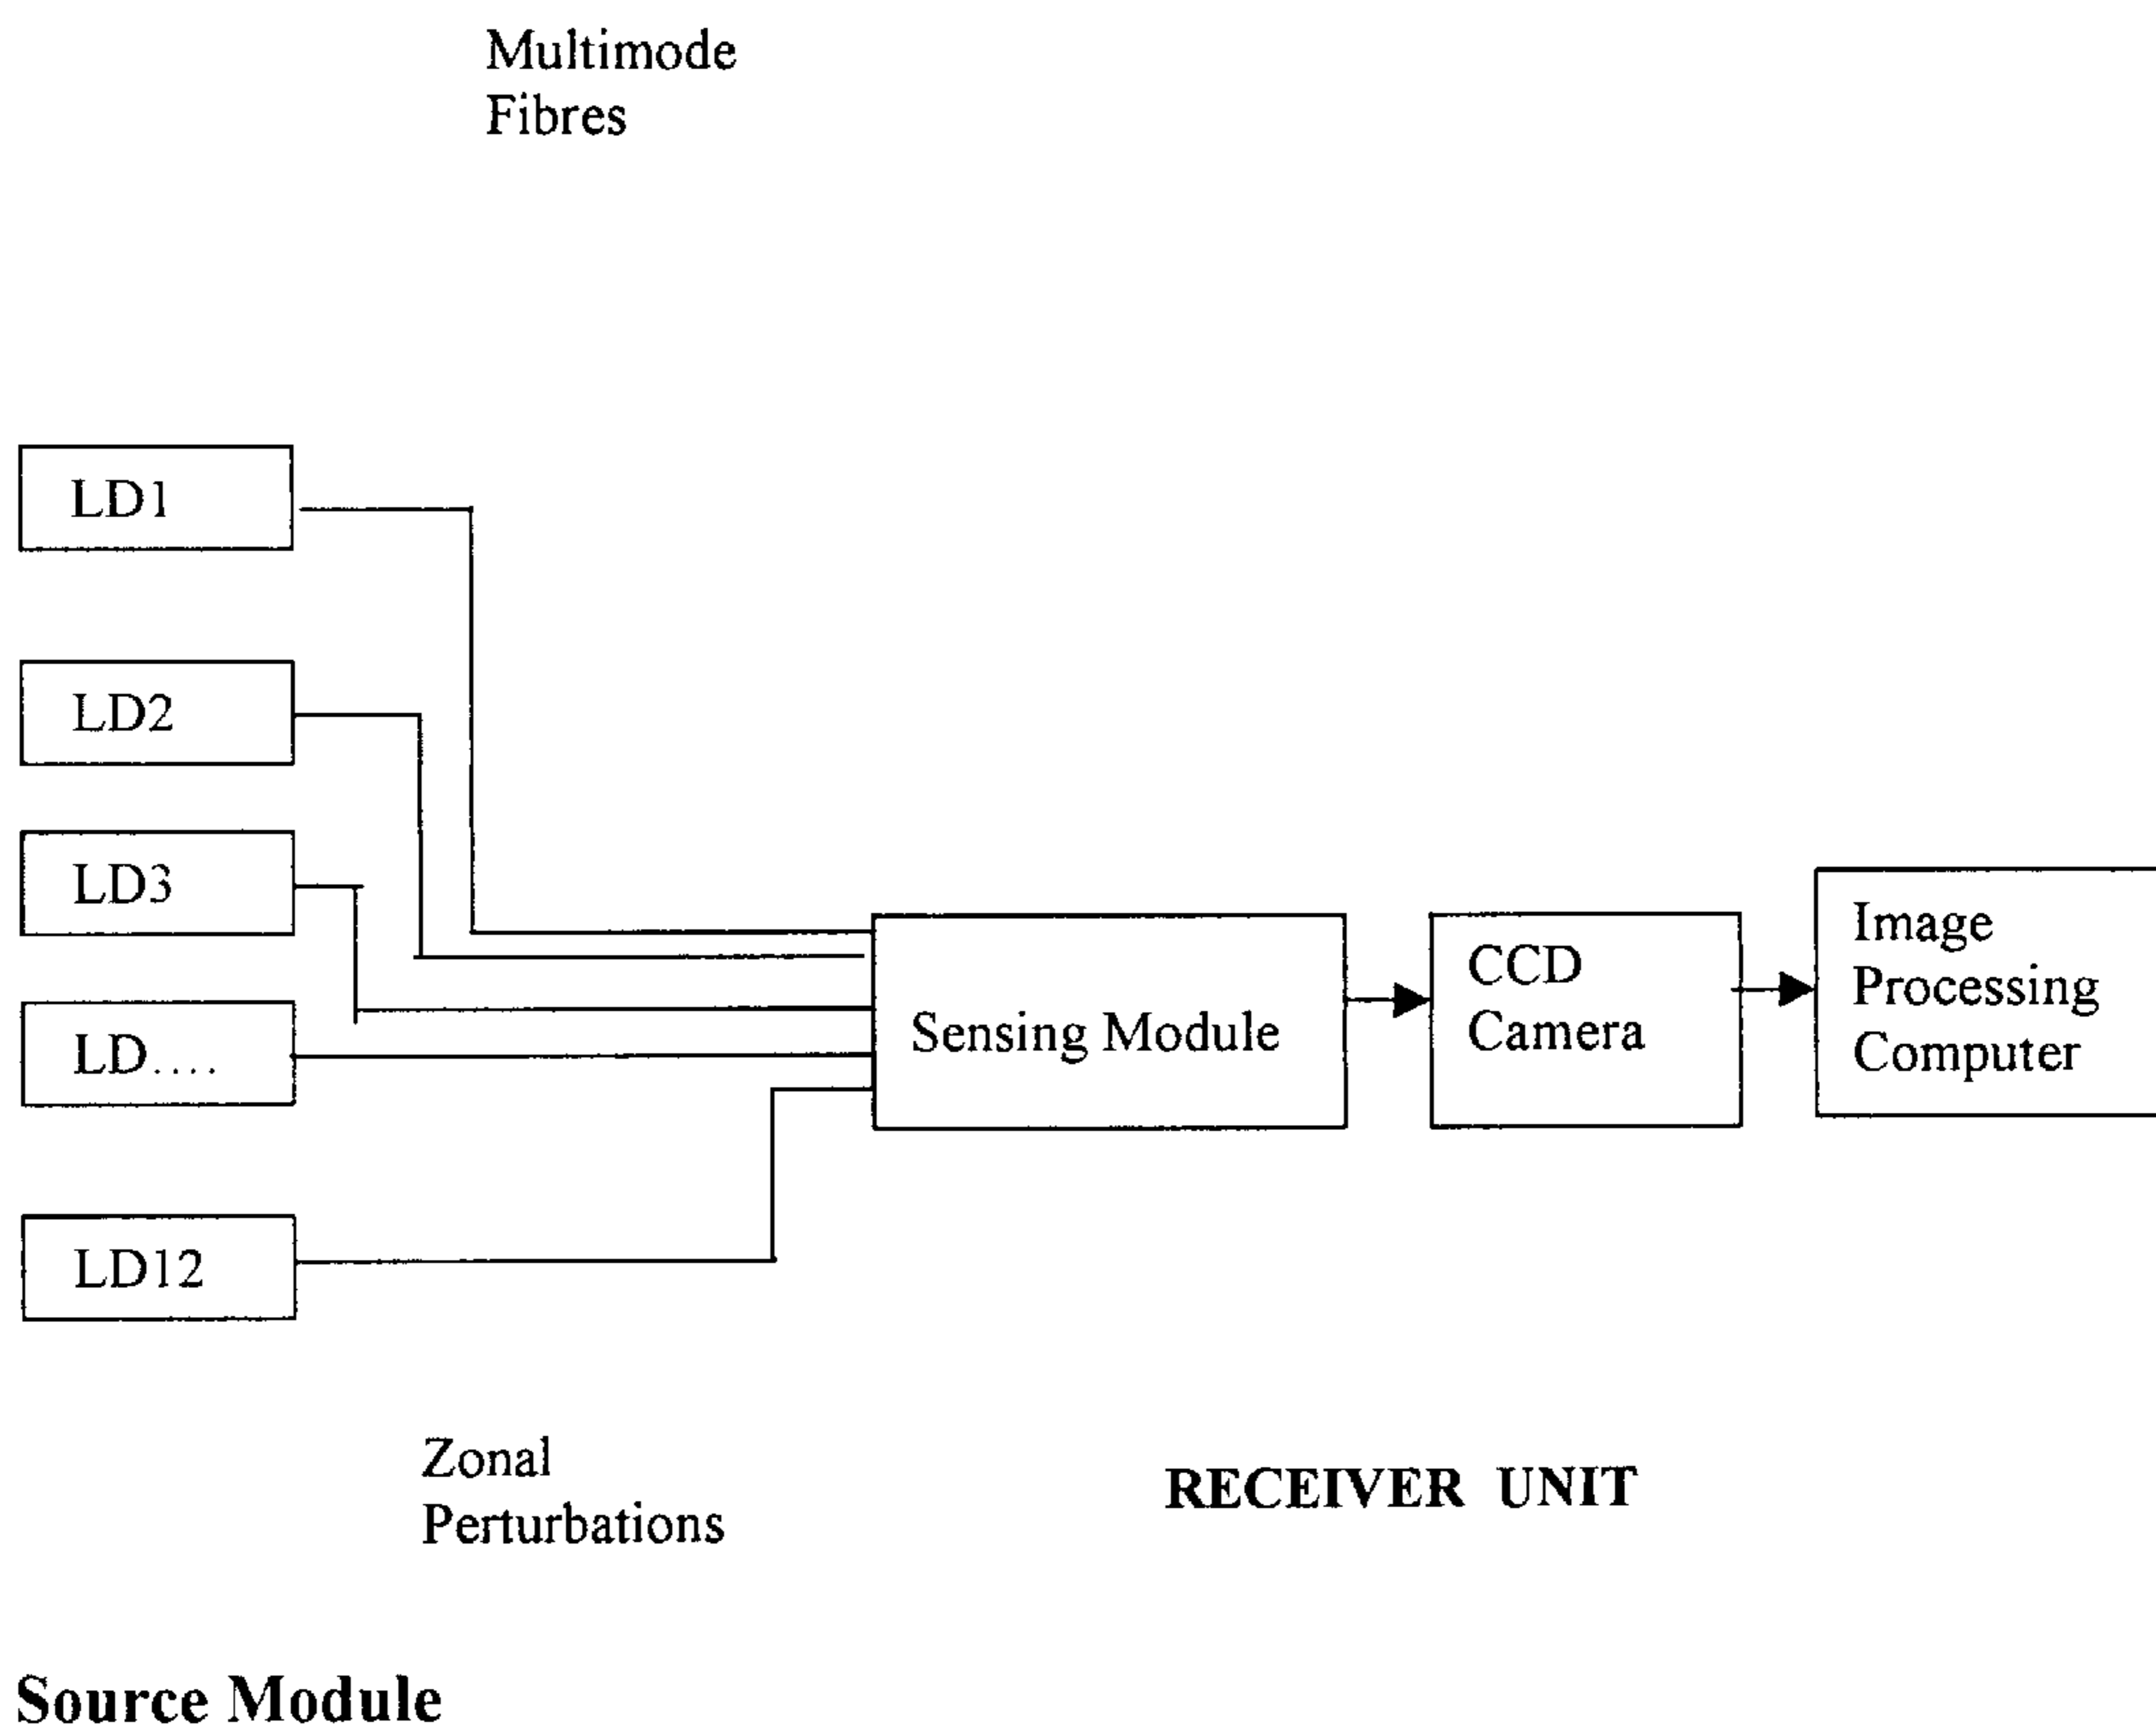 Multimode
Fibres
LD1
LD2
LD3
LD....
LD12
Sensing Module
CCD
Camera
Image
Processing
Computer
Zonal
Perturbations
RECEIVER UNIT
Source Module